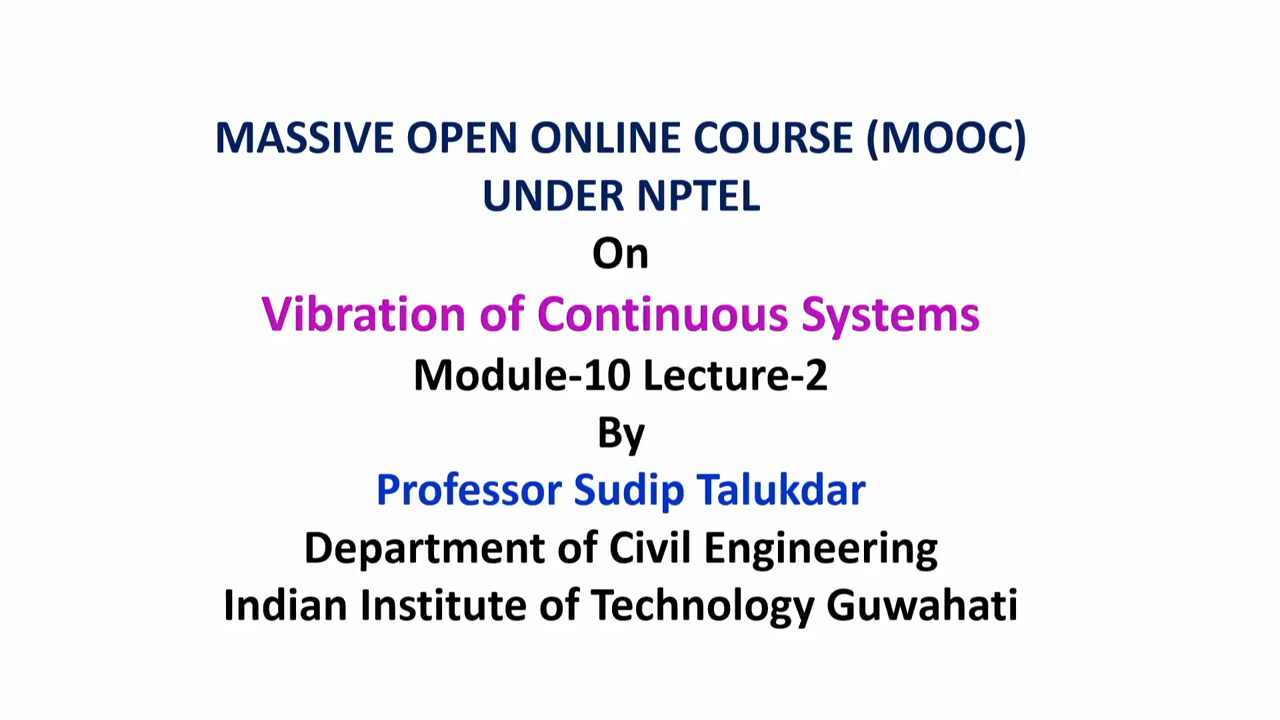 MASSIVE OPEN ONLINE COURSE (MOOC)
UNDER NPTEL
On
Vibration of Continuous Systems
Module-10 Lecture-2
By
Professor Sudip Talukdar
Department of Civil Engineering
Indian Institute of Technology Guwahati